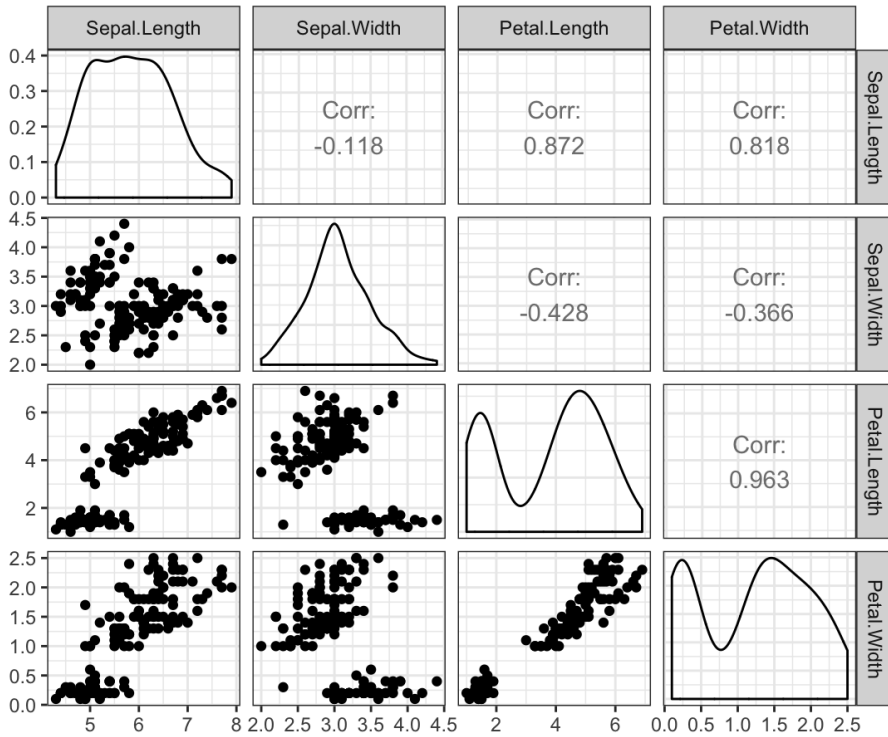 Sepal.Length
Sepal.Width
Petal.Length
Petal.Width
0.4
0.3
0.2
0.1
0.0
Corr:
-0.118
Corr:
0.872
Corr:
0.818
Sepal.Length
4.5
4.0
3.5
3.0
2.5
2.0
Corr:
-0.428
Corr:
-0.366
Sepal.Width
6
4
2
Corr:
0.963
Petal.Length
2.5
2.0
1.5
1.0
0.5
0.0
Petal.Width
5 6 7 8
2.0 2.5 3.0 3.5 4.0 4.5
2 4 6
0.0 0.5 1.0 1.5 2.0 2.5